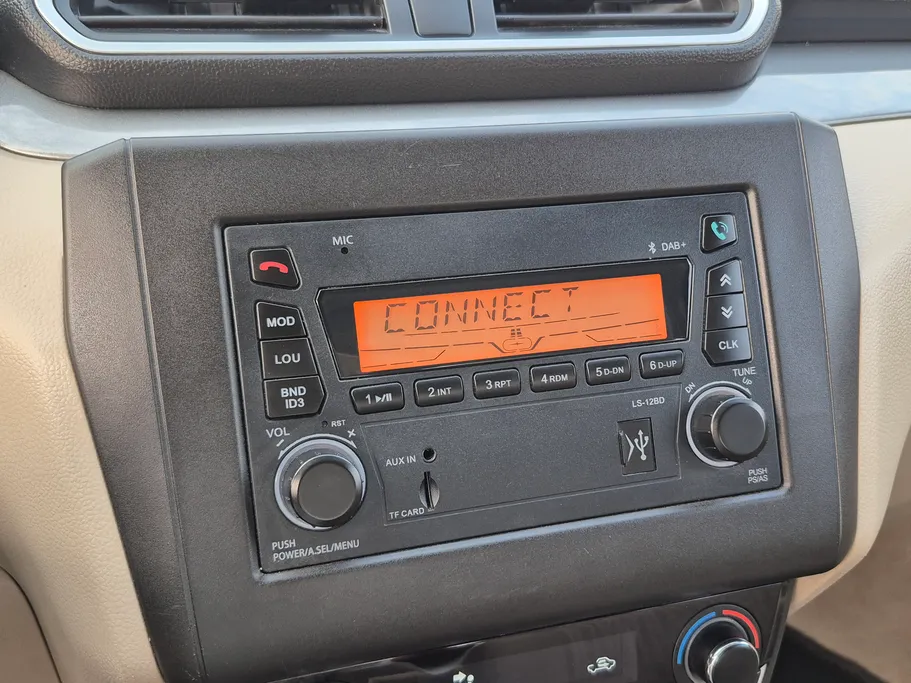 MIC
DAB+
MOD
CONNECT
LOU
CLK
BND
ID3
1 ▶/II
2 INT
3 RPT
4 RDM
5 D-DN
6 D-UP
VOL
RST
LS-12BD
DN
TUNE
UP
AUX IN
TF CARD
PUSH
POWER/A.SEL/MENU
PUSH
PS/AS